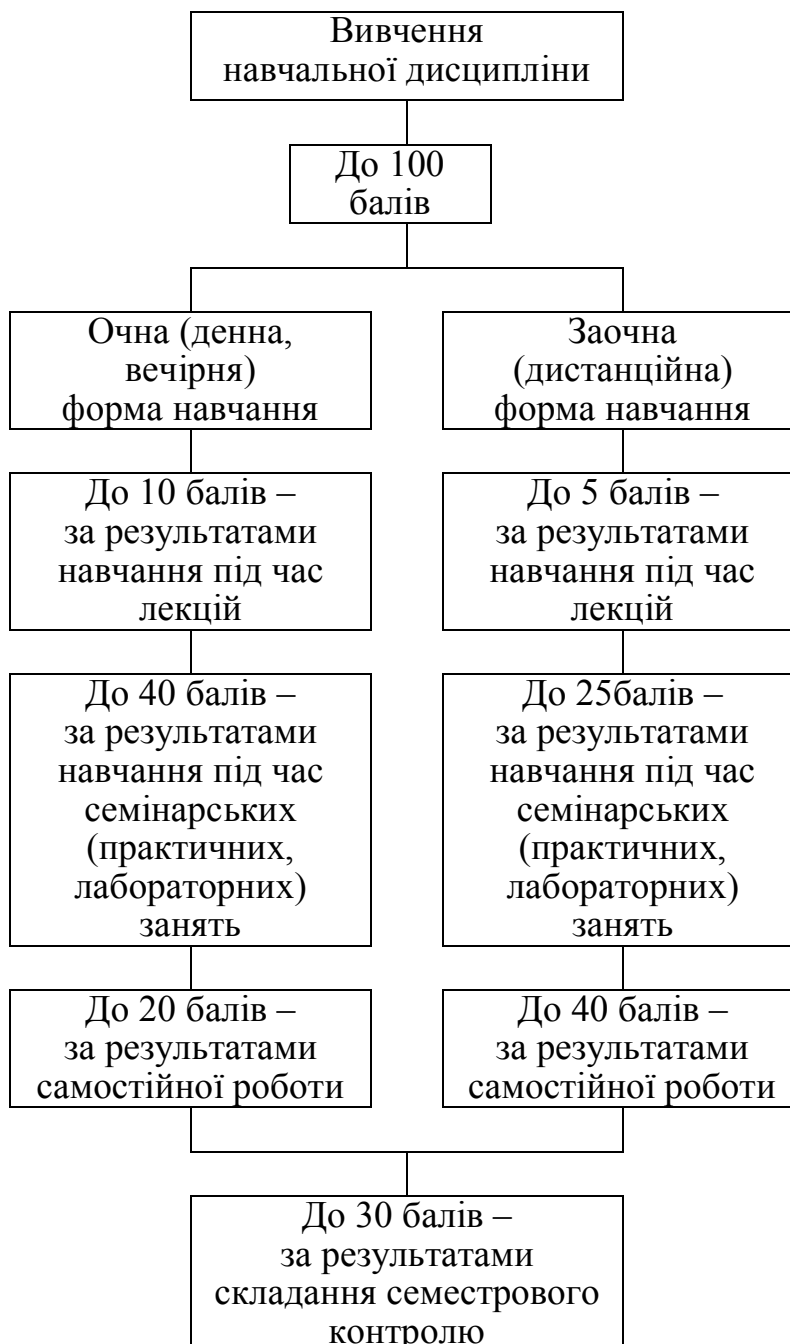 Вивчення
навчальної дисципліни
До 100
балів
Очна (денна,
вечірня)
форма навчання
Заочна
(дистанційна)
форма навчання
До 10 балів –
за результатами
навчання під час
лекцій
До 5 балів –
за результатами
навчання під час
лекцій
До 40 балів –
за результатами
навчання під час
семінарських
(практичних,
лабораторних)
занять
До 25балів –
за результатами
навчання під час
семінарських
(практичних,
лабораторних)
занять
До 20 балів –
за результатами
самостійної роботи
До 40 балів –
за результатами
самостійної роботи
До 30 балів –
за результатами
складання семестрового
контролю